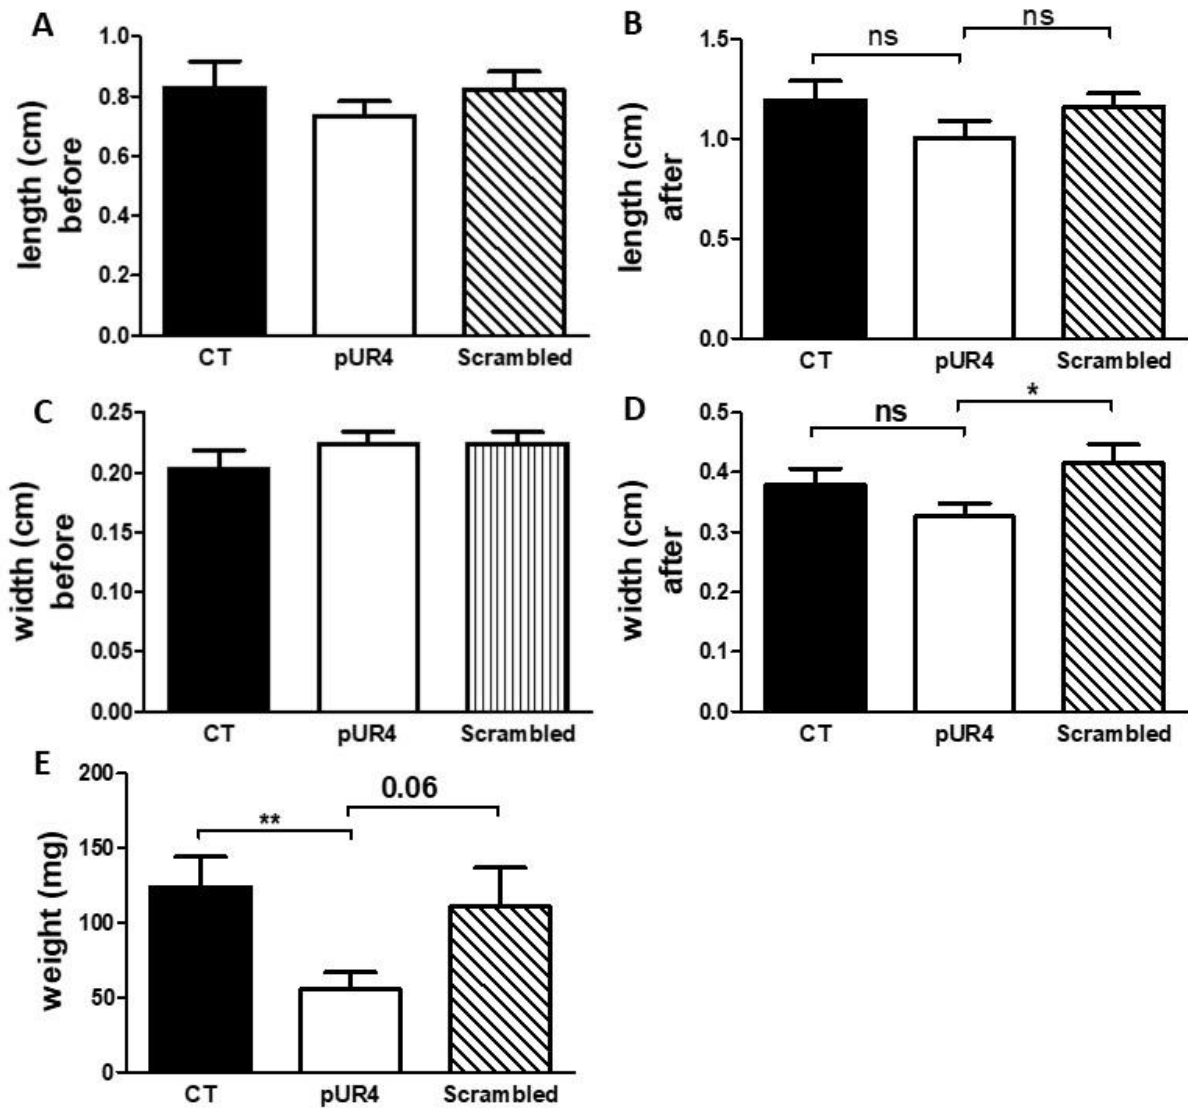 A
length (cm)
before
1.0
0.8
0.6
0.4
0.2
0.0
CT pUR4 Scrambled
B
length (cm)
after
1.5
1.0
0.5
0.0
ns
ns
CT pUR4 Scrambled
C
width (cm)
before
0.25
0.20
0.15
0.10
0.05
0.00
CT pUR4 Scrambled
D
width (cm)
after
0.5
0.4
0.3
0.2
0.1
0.0
ns
*
CT pUR4 Scrambled
E
weight (mg)
200
150
100
50
0
**
0.06
CT pUR4 Scrambled